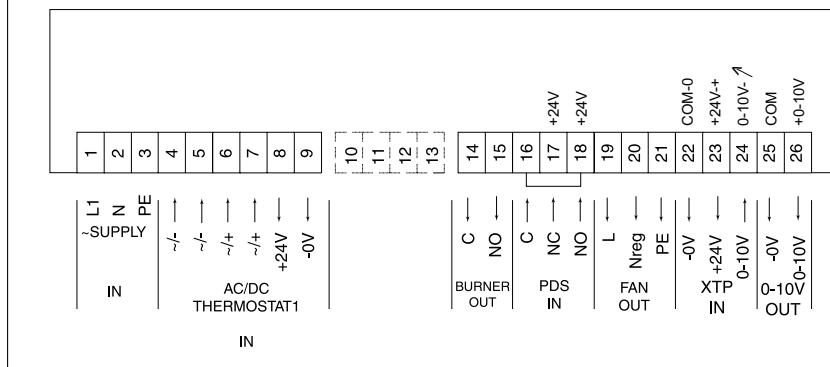 +24V
+24V
COM-0
+24V-+
0-10V-
COM
+0-10V
1 2 3 4 5 6 7 8 9 10 11 12 13 14 15 16 17 18 19 20 21 22 23 24 25 26
L1 N PE ~/- ~/- ~/+ ~/+ +24V -0V C NO C NC NO L Nreg PE -0V +24V 0-10V -0V 0-10V
~SUPPLY
IN
AC/DC
THERMOSTAT1
IN
BURNER
OUT
PDS
IN
FAN
OUT
XTP
IN
0-10V
OUT